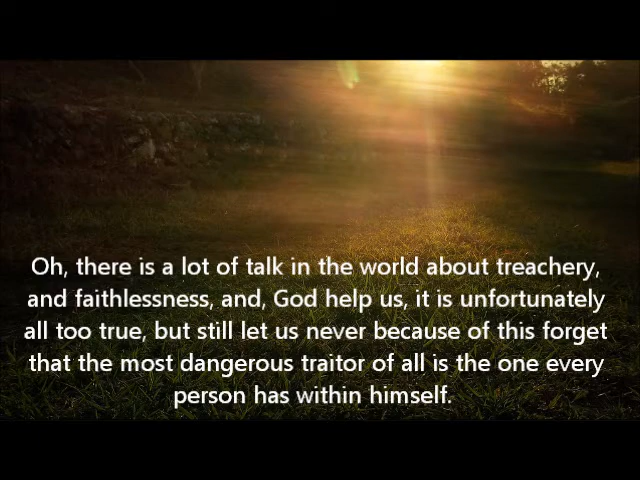 Oh, there is a lot of talk in the world about treachery,
and faithlessness, and, God help us, it is unfortunately
all too true, but still let us never because of this forget
that the most dangerous traitor of all is the one every
person has within himself.